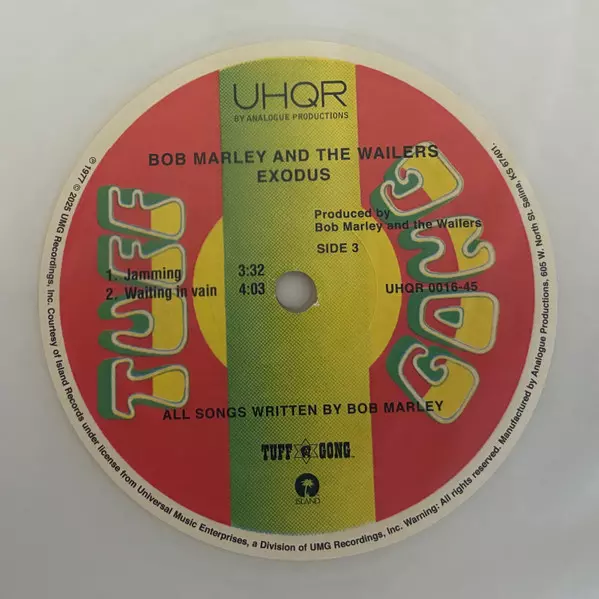 UHQR
BY ANALOGUE PRODUCTIONS
BOB MARLEY AND THE WAILERS
EXODUS
Produced by
Bob Marley and the Wailers
SIDE 3
1. Jamming 3:32
2. Waiting in vain 4:03
UHQR 0016-45
TUFF
GONG
ALL SONGS WRITTEN BY BOB MARLEY
TUFF GONG
ISLAND
℗ 1977 © 2025 UMG Recordings, Inc. Courtesy of Island Records under license from Universal Music Enterprises, a Division of UMG Recordings, Inc. Warning: All rights reserved. Manufactured by Analogue Productions, 605 W. North St. Salina, KS 67401.